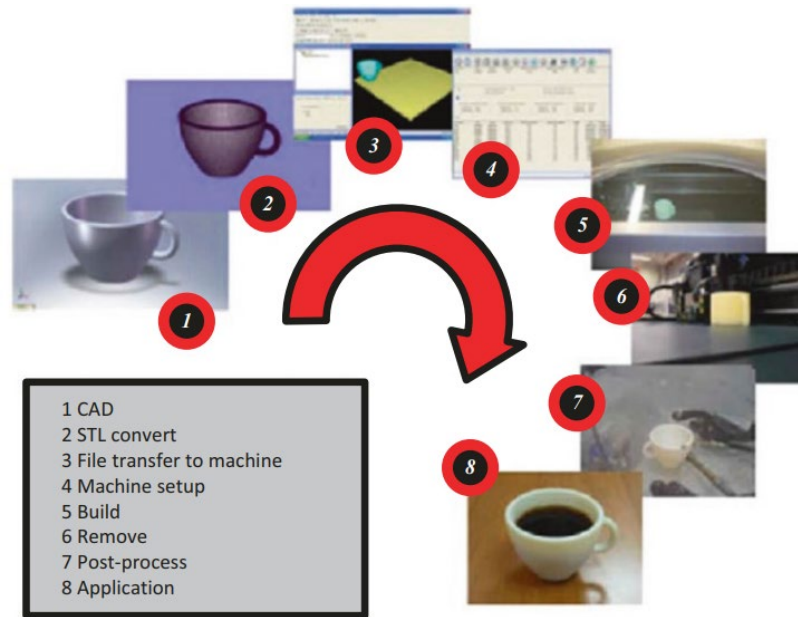 1
2
3
4
5
6
7
8
1 CAD
2 STL convert
3 File transfer to machine
4 Machine setup
5 Build
6 Remove
7 Post-process
8 Application